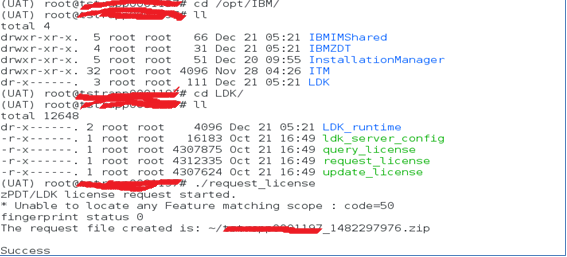 (UAT) root@ # cd /opt/IBM/
(UAT) root@ # ll
total 4
drwxr-xr-x. 5 root root 66 Dec 21 05:21 IBMIMShared
drwxr-xr-x. 4 root root 31 Dec 21 05:21 IBMZDT
drwxr-xr-x. 5 root root 51 Dec 20 09:55 InstallationManager
drwxr-xr-x. 32 root root 4096 Nov 28 04:26 ITM
dr-x------. 3 root root 111 Dec 21 05:21 LDK
(UAT) root@ # cd LDK/
(UAT) root@ # ll
total 12648
dr-x------. 2 root root 4096 Dec 21 05:21 LDK_runtime
-r-x------. 1 root root 16183 Oct 21 16:49 ldk_server_config
-r-x------. 1 root root 4307875 Oct 21 16:49 query_license
-r-x------. 1 root root 4312335 Oct 21 16:49 request_license
-r-x------. 1 root root 4307624 Oct 21 16:49 update_license
(UAT) root@ # ./request_license
zPDT/LDK license request started.
* Unable to locate any Feature matching scope : code=50
fingerprint status 0
The request file created is: ~/ _1482297976.zip
Success